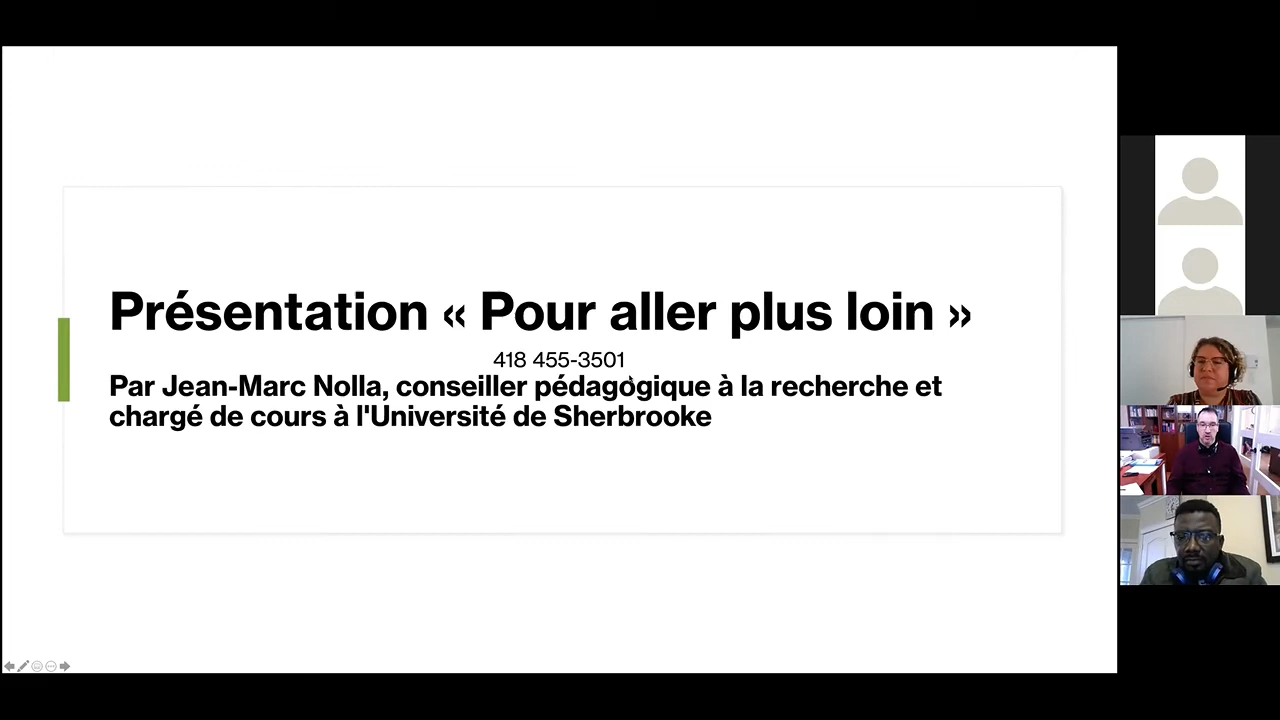 Présentation « Pour aller plus loin »
418 455-3501
Par Jean-Marc Nolla, conseiller pédagogique à la recherche et
chargé de cours à l'Université de Sherbrooke